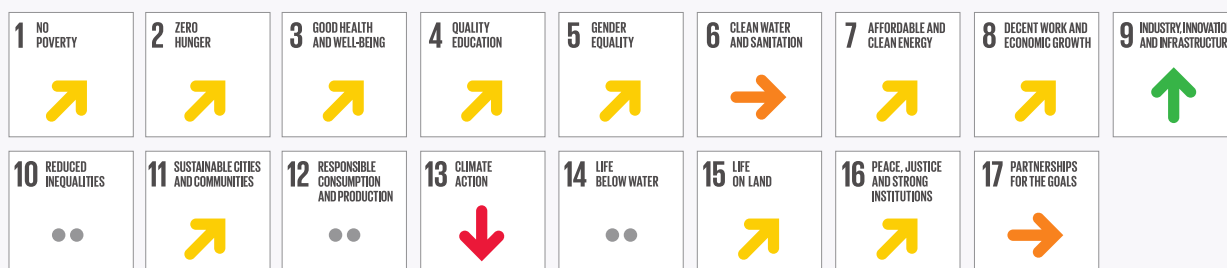 1 NO POVERTY
2 ZERO HUNGER
3 GOOD HEALTH AND WELL-BEING
4 QUALITY EDUCATION
5 GENDER EQUALITY
6 CLEAN WATER AND SANITATION
7 AFFORDABLE AND CLEAN ENERGY
8 DECENT WORK AND ECONOMIC GROWTH
9 INDUSTRY, INNOVATIO AND INFRASTRUCTUR
10 REDUCED INEQUALITIES
11 SUSTAINABLE CITIES AND COMMUNITIES
12 RESPONSIBLE CONSUMPTION AND PRODUCTION
13 CLIMATE ACTION
14 LIFE BELOW WATER
15 LIFE ON LAND
16 PEACE, JUSTICE AND STRONG INSTITUTIONS
17 PARTNERSHIPS FOR THE GOALS